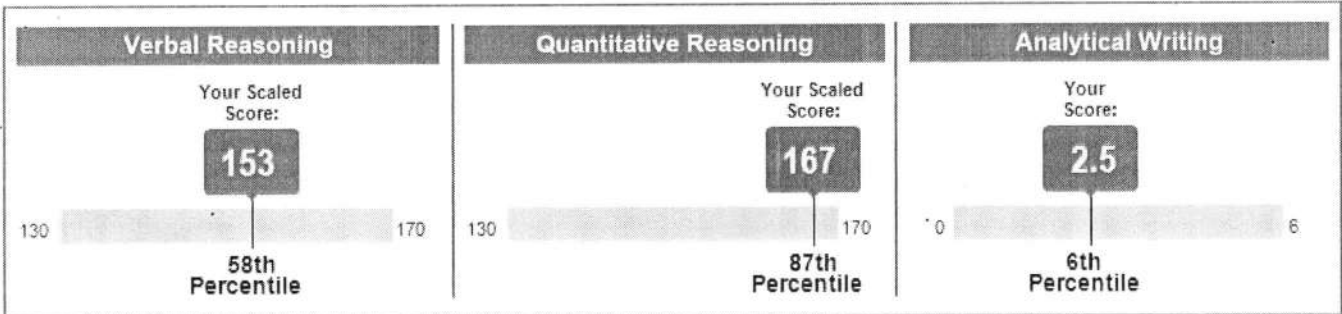 Verbal Reasoning
Your Scaled
Score:
153
130
170
58th
Percentile
Quantitative Reasoning
Your Scaled
Score:
167
130
170
87th
Percentile
Analytical Writing
Your
Score:
2.5
0
6
6th
Percentile